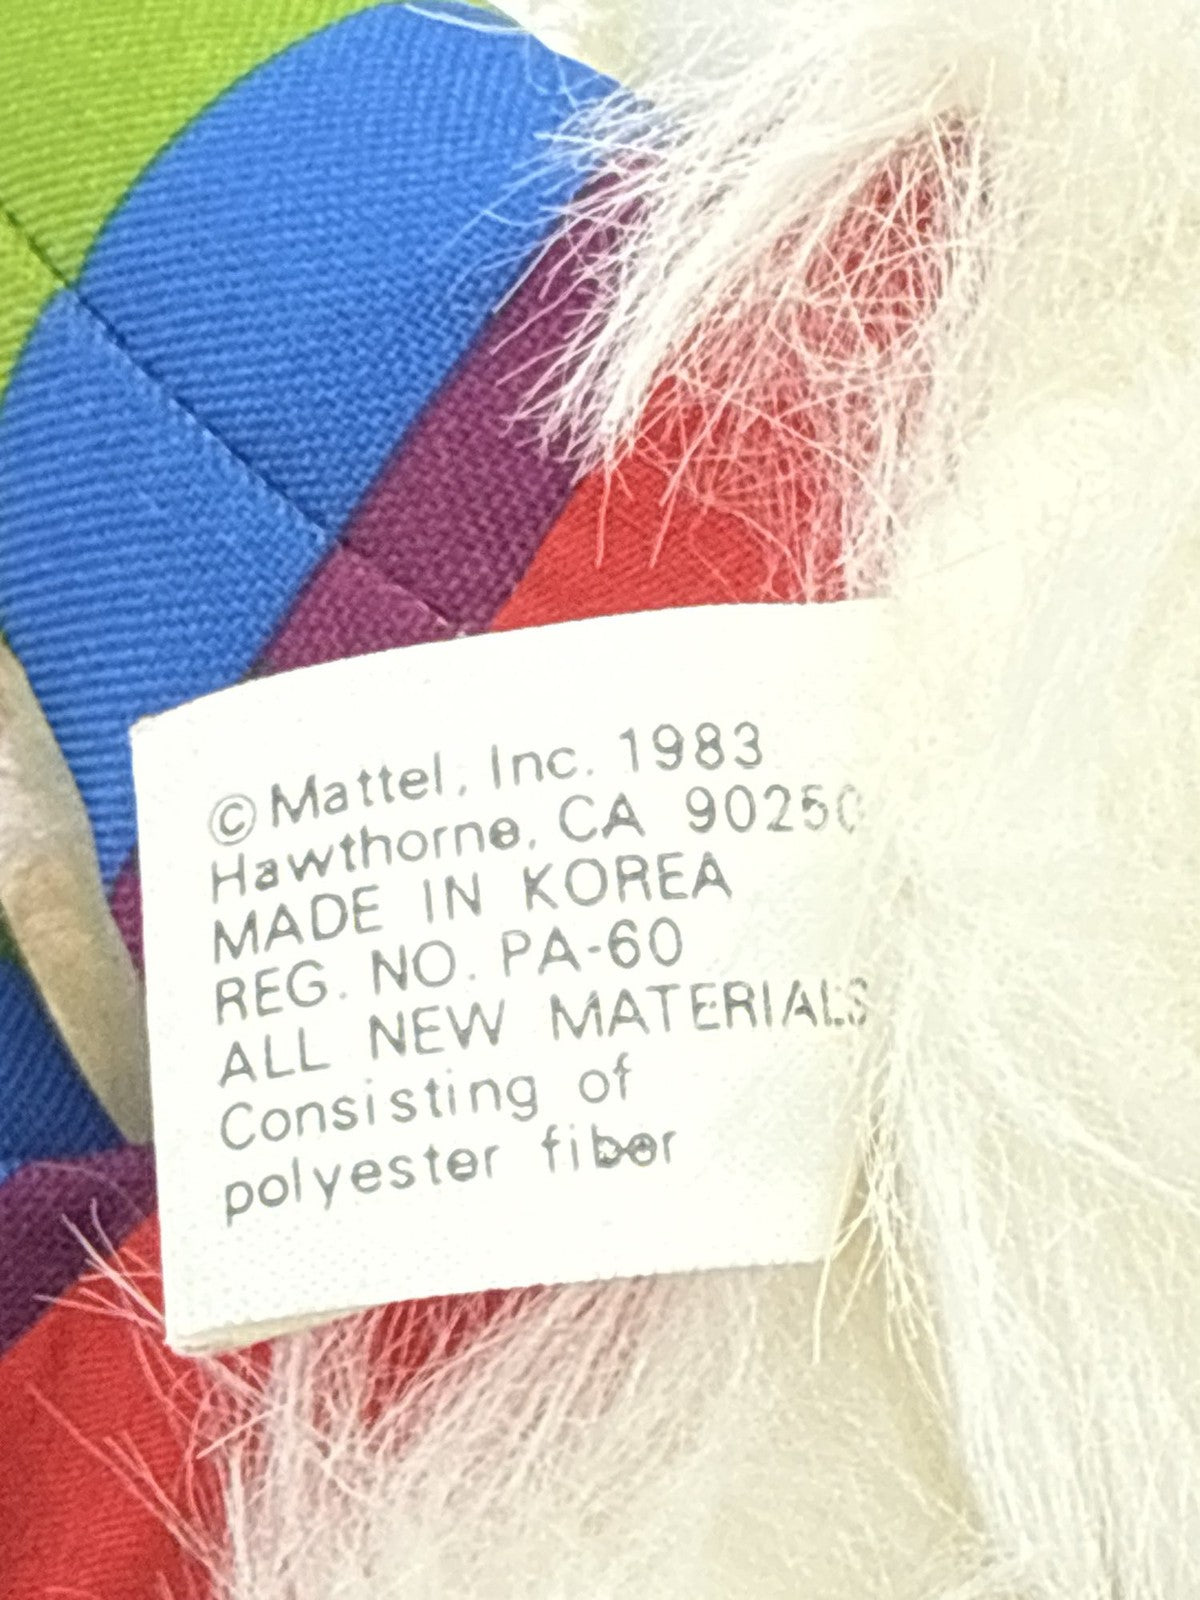 © Mattel, Inc. 1983
Hawthorne, CA 90250
MADE IN KOREA
REG. NO. PA-60
ALL NEW MATERIALS
Consisting of
polyester fiber